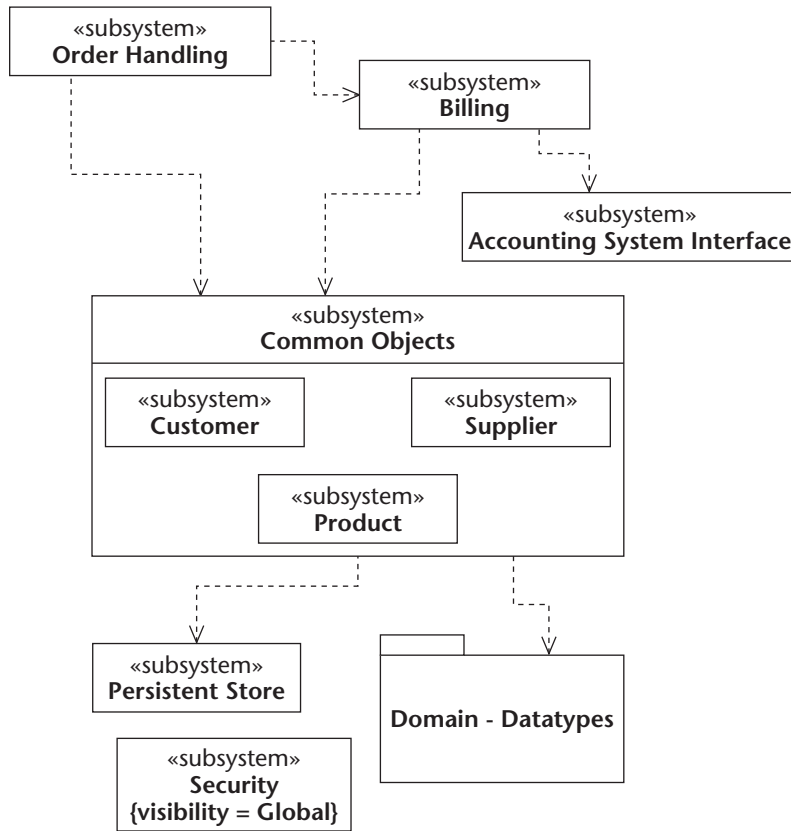 «subsystem»
Order Handling
«subsystem»
Billing
«subsystem»
Accounting System Interface
«subsystem»
Common Objects
«subsystem»
Customer
«subsystem»
Supplier
«subsystem»
Product
«subsystem»
Persistent Store
Domain - Datatypes
«subsystem»
Security
{visibility = Global}